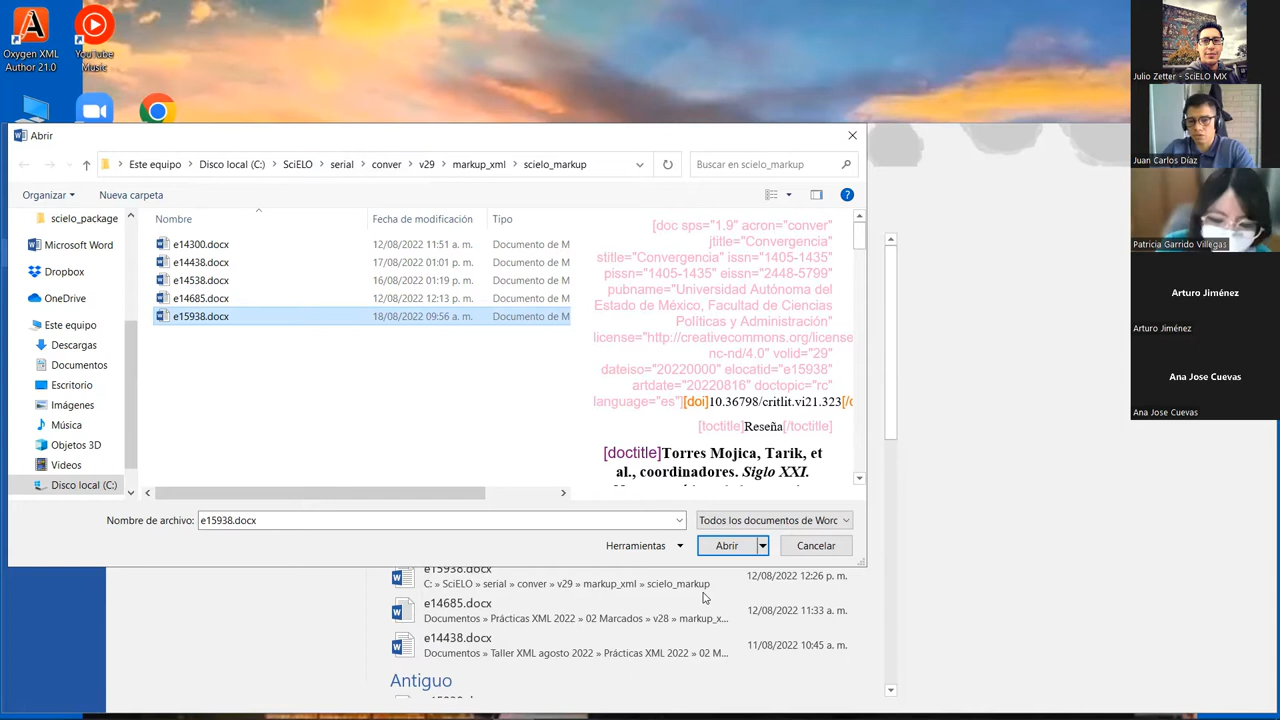 Oxygen XML
Author 21.0
YouTube
Music
Abrir
Este equipo
Disco local (C:)
SciELO
serial
conver
v29
markup_xml
scielo_markup
Buscar en scielo_markup
Organizar
Nueva carpeta
scielo_package
Microsoft Word
Dropbox
OneDrive
Este equipo
Descargas
Documentos
Escritorio
Imágenes
Música
Objetos 3D
Videos
Disco local (C:)
Nombre
Fecha de modificación
Tipo
e14300.docx 12/08/2022 11:51 a. m. Documento de M
e14438.docx 17/08/2022 01:01 p. m. Documento de M
e14538.docx 16/08/2022 01:19 p. m. Documento de M
e14685.docx 12/08/2022 12:13 p. m. Documento de M
e15938.docx 18/08/2022 09:56 a. m. Documento de M
[doc sps="1.9" acron="conver"
jtitle="Convergencia"
stitle="Convergencia" issn="1405-1435"
pissn="1405-1435" eissn="2448-5799"
pubname="Universidad Autónoma del
Estado de México, Facultad de Ciencias
Políticas y Administración"
license="http://creativecommons.org/license
nc-nd/4.0" volid="29"
dateiso="20220000" elocatid="e15938"
artdate="20220816" doctopic="rc"
language="es"][doi]10.36798/critlit.vi21.323[/d
[toctitle]Reseña[/toctitle]
[doctitle]Torres Mojica, Tarik, et
al., coordinadores. Siglo XXI.
Nombre de archivo:
e15938.docx
Todos los documentos de Word
Herramientas
Abrir
Cancelar
e15938.docx
C: » SciELO » serial » conver » v29 » markup_xml » scielo_markup
12/08/2022 12:26 p. m.
e14685.docx
Documentos » Prácticas XML 2022 » 02 Marcados » v28 » markup_x...
12/08/2022 11:33 a. m.
e14438.docx
Documentos » Taller XML agosto 2022 » Prácticas XML 2022 » 02 M...
11/08/2022 10:45 a. m.
Antiguo
Julio Zetter - SciELO MX
Juan Carlos Díaz
Patricia Garrido Villegas
Arturo Jiménez
Arturo Jiménez
Ana Jose Cuevas
Ana Jose Cuevas